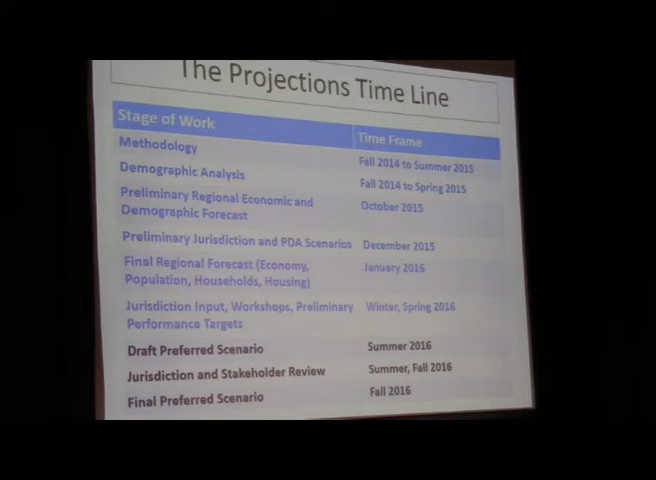 The Projections Time Line
Stage of Work Time Frame
Methodology Fall 2014 to Summer 2015
Demographic Analysis Fall 2014 to Spring 2015
Preliminary Regional Economic and October 2015
Demographic Forecast
Preliminary Jurisdiction and PDA Scenarios December 2015
Final Regional Forecast (Economy, January 2016
Population, Households, Housing)
Jurisdiction Input, Workshops, Preliminary Winter, Spring 2016
Performance Targets
Draft Preferred Scenario Summer 2016
Jurisdiction and Stakeholder Review Summer, Fall 2016
Final Preferred Scenario Fall 2016